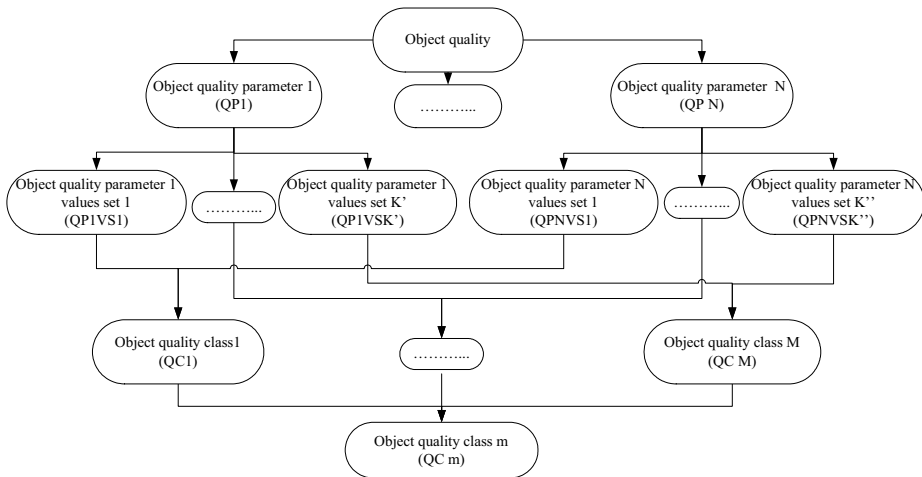 Object quality
Object quality parameter 1
(QP1)
………...
Object quality parameter  N
(QP N)
Object quality parameter 1
values set 1
(QP1VS1)
………...
Object quality parameter 1
values set K’
(QP1VSK’)
Object quality parameter N
values set 1
(QPNVS1)
………...
Object quality parameter N
values set K’’
(QPNVSK’’)
Object quality class1
(QC1)
………...
Object quality class M
(QC M)
Object quality class m
(QC m)